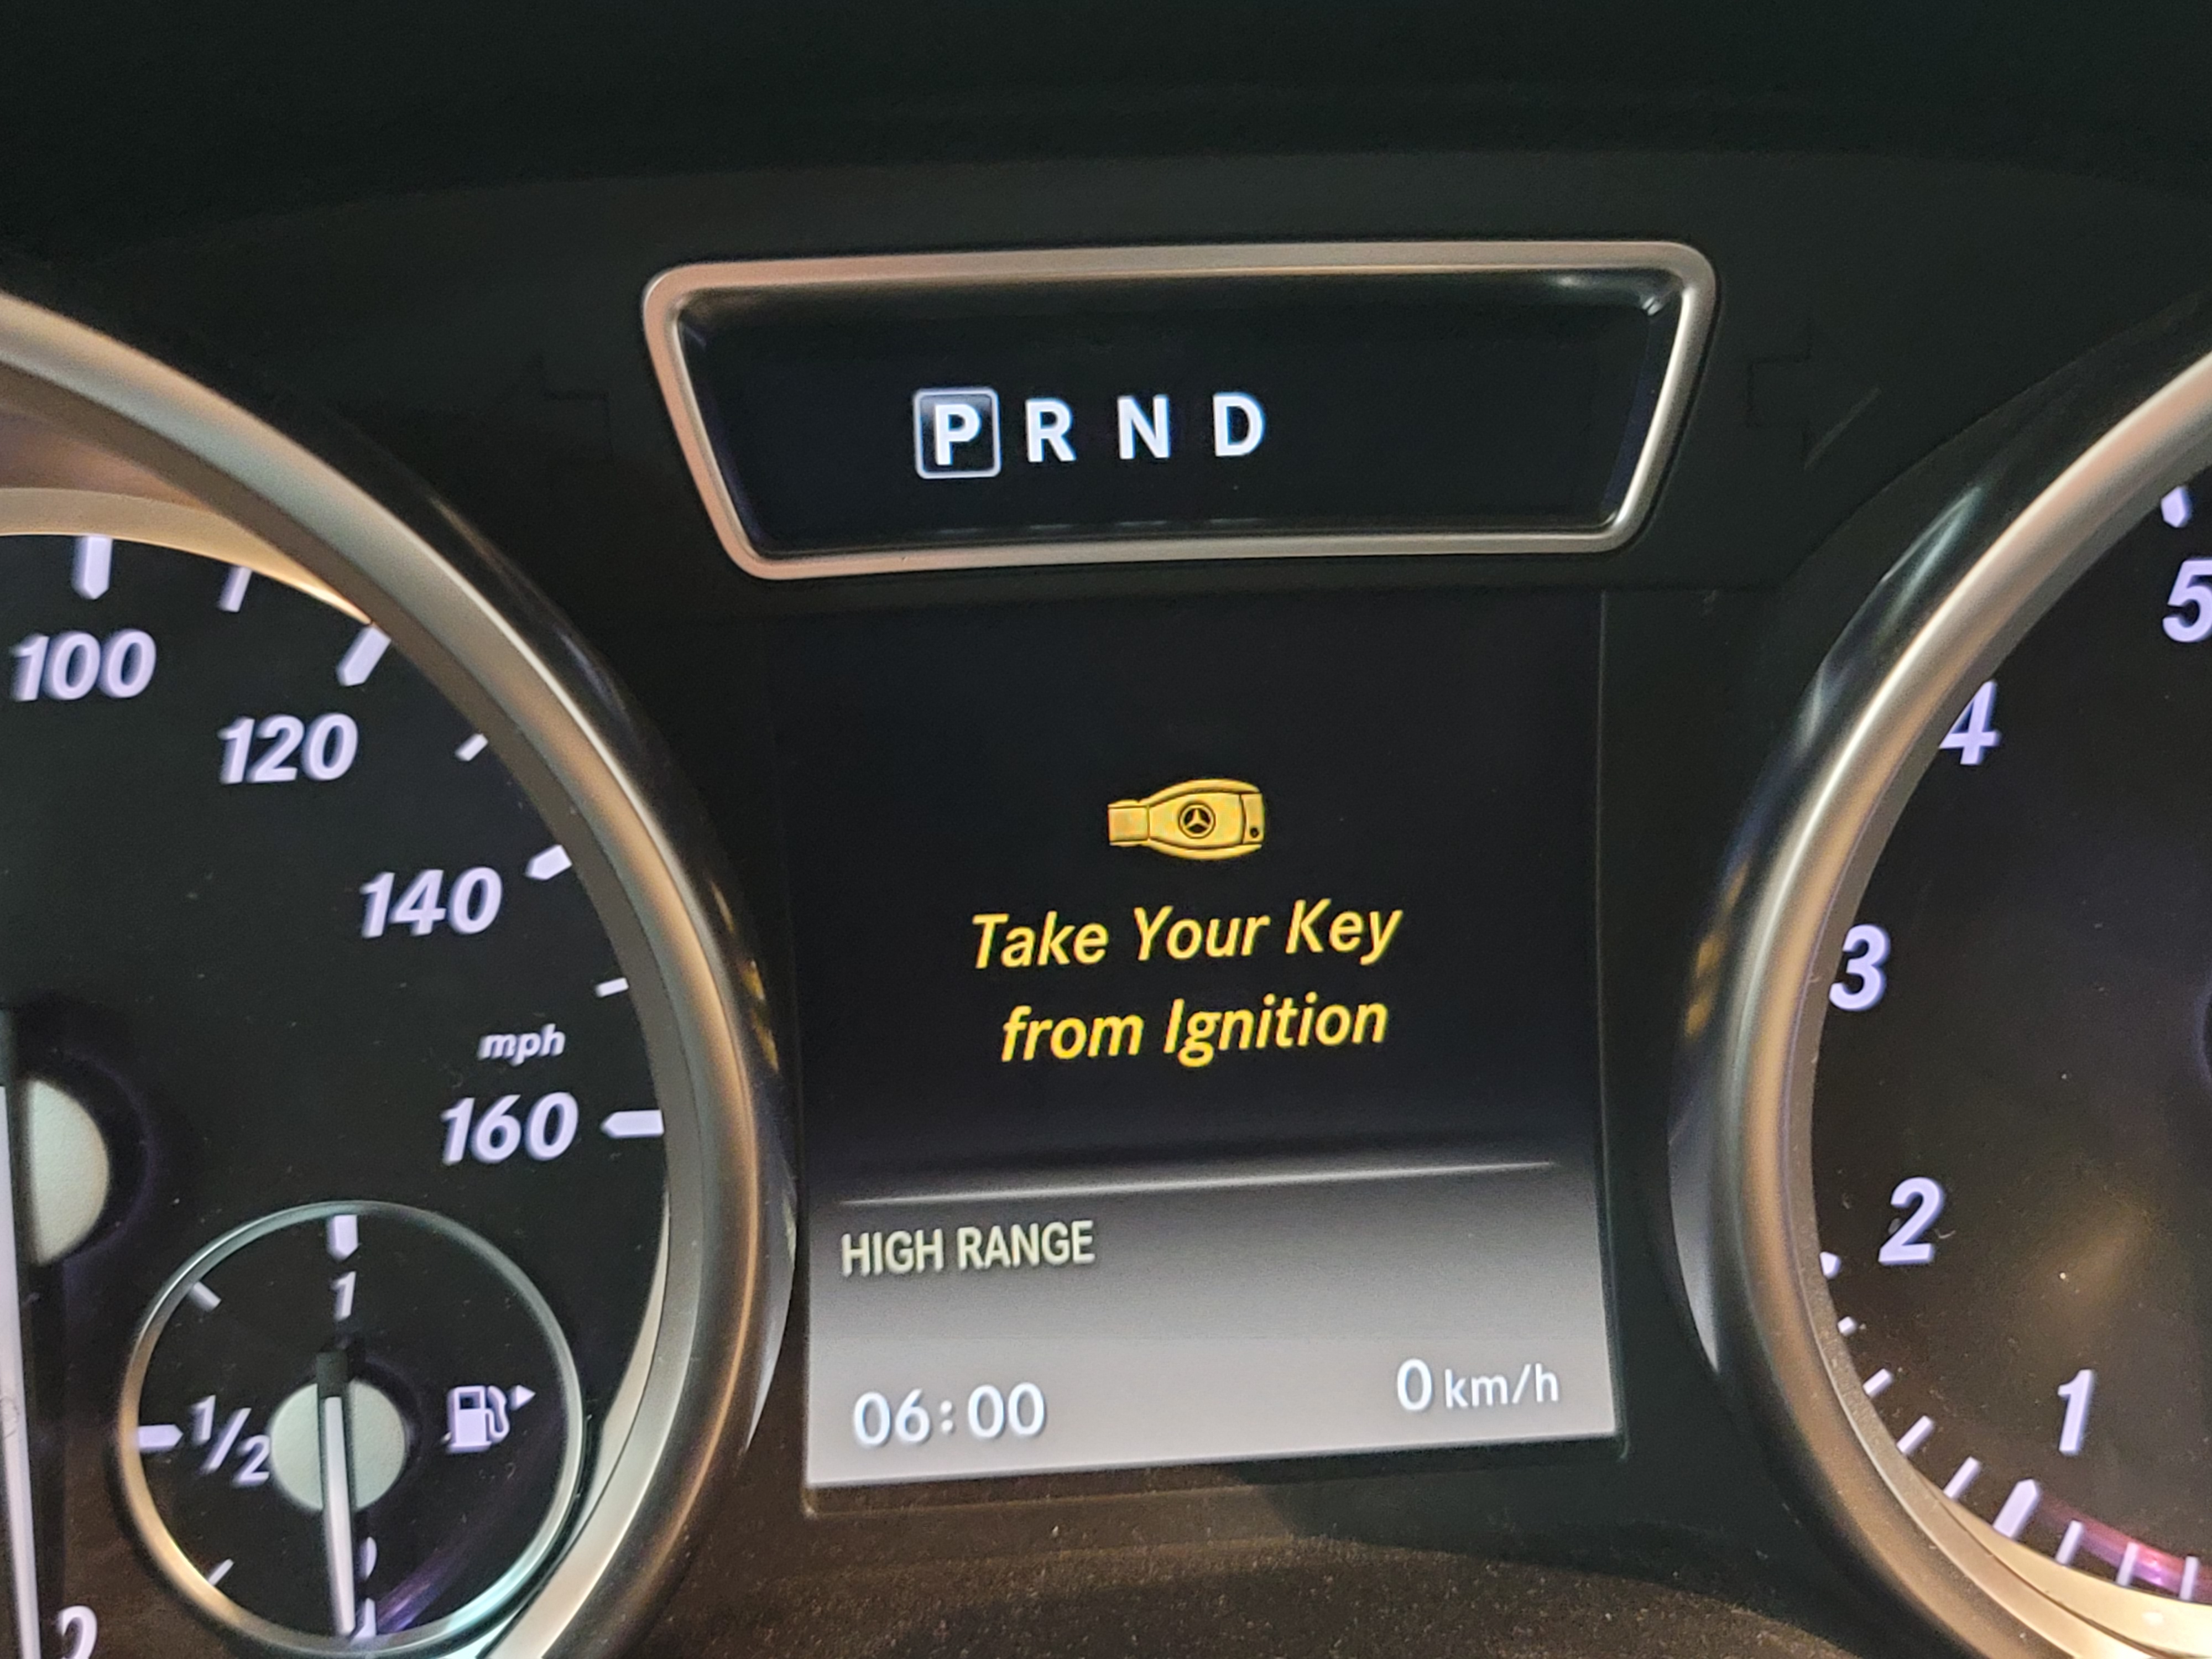 P R N D
100
120
140
mph
160
1
1/2
Take Your Key
from Ignition
HIGH RANGE
06:00
0 km/h
5
4
3
2
1